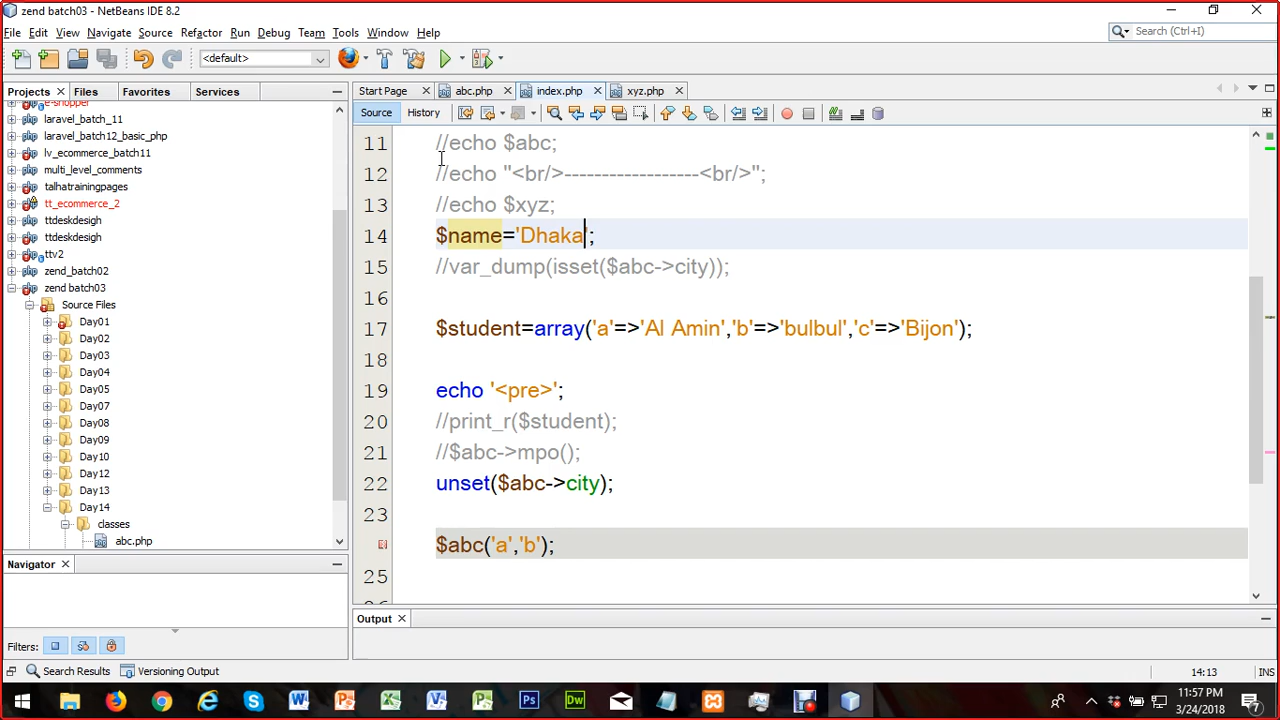 zend batch03 - NetBeans IDE 8.2
File Edit View Navigate Source Refactor Run Debug Team Tools Window Help
Search (Ctrl+I)
<default>
Projects Files Favorites Services
e-shopper
laravel_batch_11
laravel_batch12_basic_php
lv_ecommerce_batch11
multi_level_comments
talhatrainingpages
tt_ecommerce_2
ttdeskdesigh
ttdeskdesigh
ttv2
zend_batch02
zend batch03
Source Files
Day01
Day02
Day03
Day04
Day05
Day06
Day07
Day08
Day09
Day10
Day12
Day13
Day14
classes
abc.php
Navigator
Filters:
Start Page abc.php index.php xyz.php
Source History
11 //echo $abc;
12 //echo "<br/>------------------<br/>";
13 //echo $xyz;
14 $name='Dhaka';
15 //var_dump(isset($abc->city));
16
17 $student=array('a'=>'Al Amin','b'=>'bulbul','c'=>'Bijon');
18
19 echo '<pre>';
20 //print_r($student);
21 //$abc->mpo();
22 unset($abc->city);
23
$abc('a','b');
25
Output
Search Results Versioning Output
14:13 INS
11:57 PM
3/24/2018